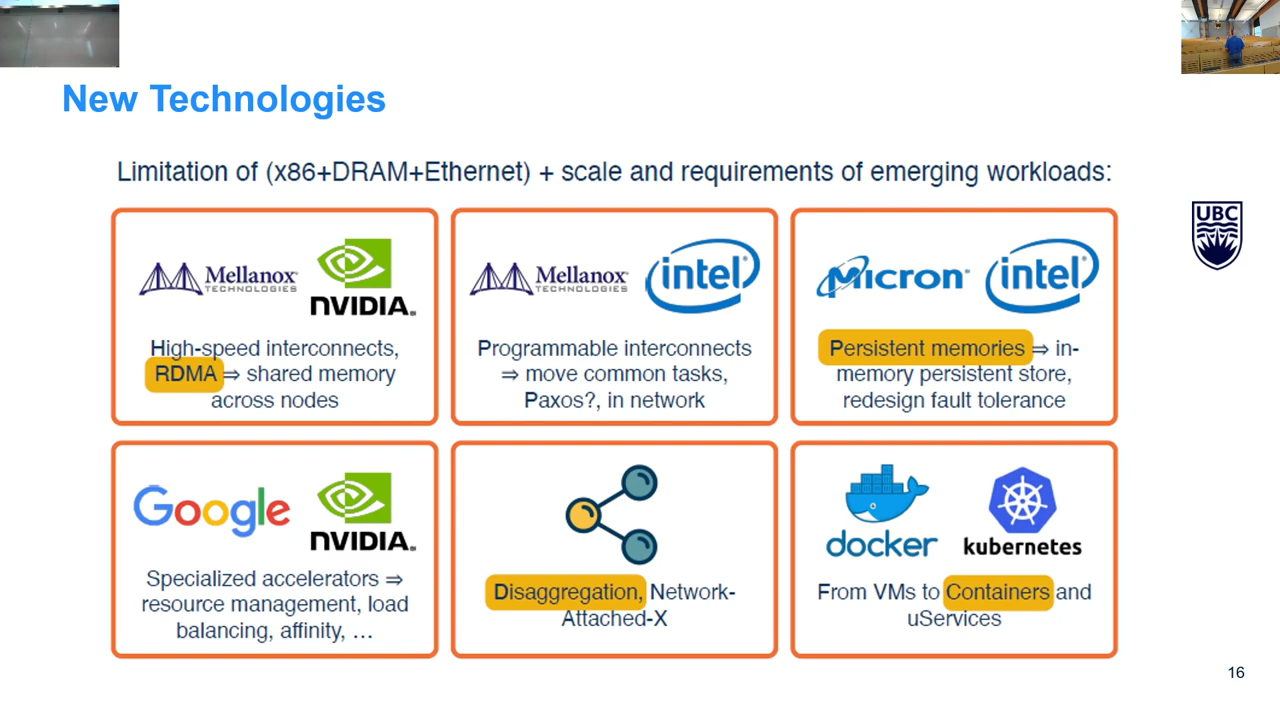 New Technologies
Limitation of (x86+DRAM+Ethernet) + scale and requirements of emerging workloads:
UBC
Mellanox
TECHNOLOGIES
NVIDIA.
High-speed interconnects,
RDMA ⇒ shared memory
across nodes
Mellanox
TECHNOLOGIES
intel
Programmable interconnects
⇒ move common tasks,
Paxos?, in network
Micron
intel
Persistent memories ⇒ in-
memory persistent store,
redesign fault tolerance
Google
NVIDIA.
Specialized accelerators ⇒
resource management, load
balancing, affinity, …
Disaggregation, Network-
Attached-X
docker
kubernetes
From VMs to Containers and
uServices
16